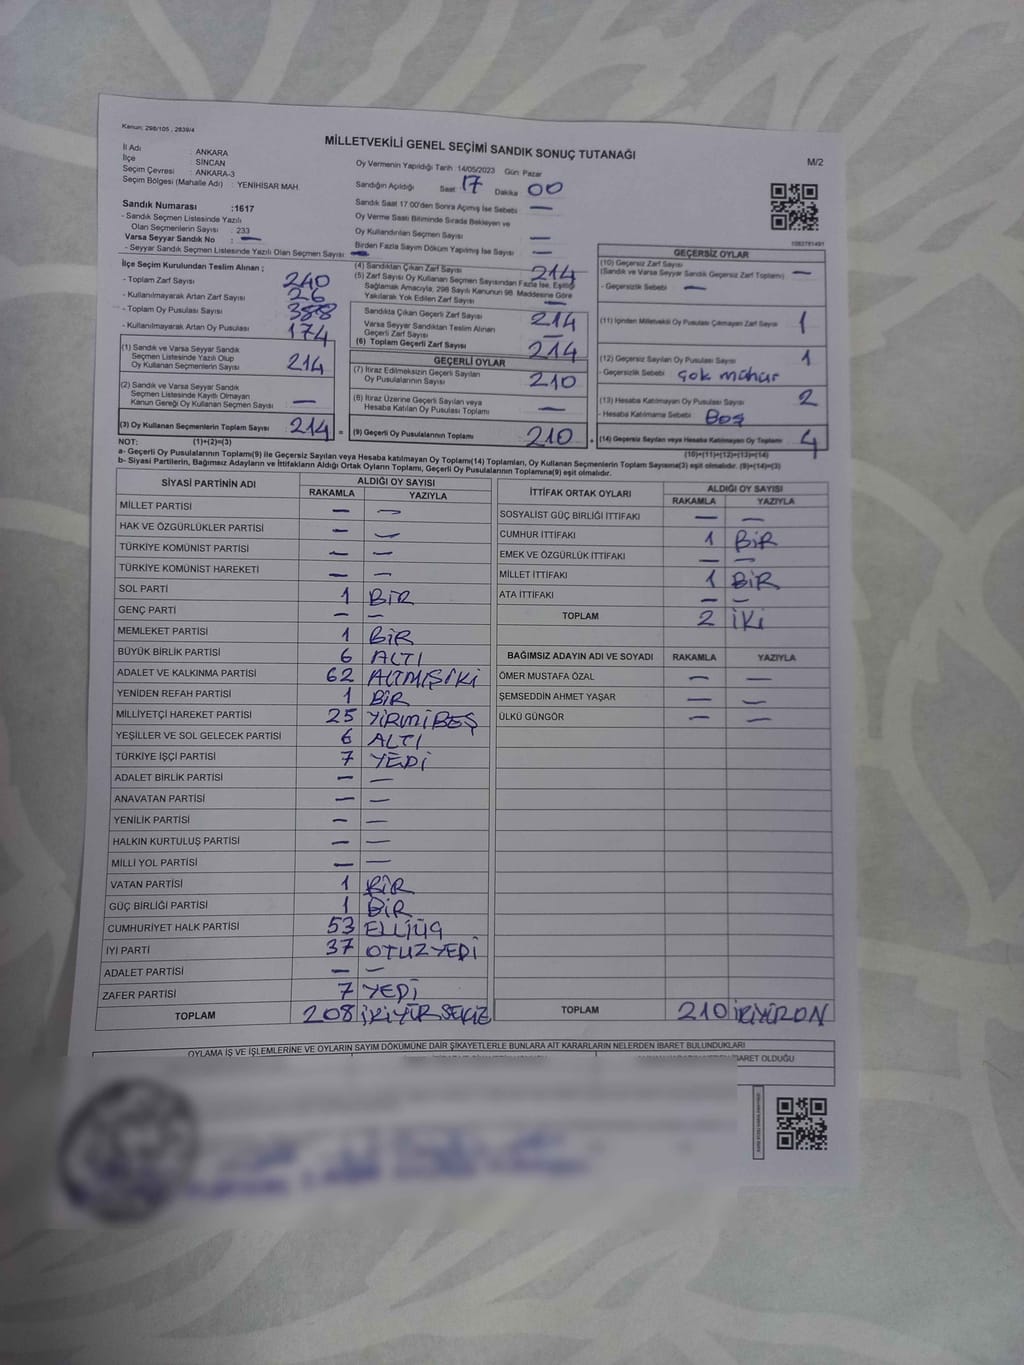 Kanun; 298/105 , 2839/4
MİLLETVEKİLİ GENEL SEÇİMİ SANDIK SONUÇ TUTANAĞI
M/2
İl Adı : ANKARA
İlçe : SİNCAN
Seçim Çevresi : ANKARA-3
Seçim Bölgesi (Mahalle Adı) : YENİHİSAR MAH.
Sandık Numarası :1617
- Sandık Seçmen Listesinde Yazılı
Olan Seçmenlerin Sayısı : 233
Varsa Seyyar Sandık No : —
- Seyyar Sandık Seçmen Listesinde Yazılı Olan Seçmen Sayısı : —
Oy Vermenin Yapıldığı Tarih :14/05/2023 Gün: Pazar
Sandığın Açıldığı Saat 17 Dakika 00
Sandık Saat 17:00'den Sonra Açılmış İse Sebebi : —
Oy Verme Saati Bitiminde Sırada Bekleyen ve
Oy Kullandırılan Seçmen Sayısı : —
Birden Fazla Sayım Döküm Yapılmış İse Sayısı : —
İlçe Seçim Kurulundan Teslim Alınan ;
- Toplam Zarf Sayısı : 240
- Kullanılmayarak Artan Zarf Sayısı : 26
- Toplam Oy Pusulası Sayısı : 388
- Kullanılmayarak Artan Oy Pusulası : 174
(1) Sandık ve Varsa Seyyar Sandık
Seçmen Listesinde Yazılı Olup
Oy Kullanan Seçmenlerin Sayısı : 214
(2) Sandık ve Varsa Seyyar Sandık
Seçmen Listesinde Kayıtlı Olmayan
Kanun Gereği Oy Kullanan Seçmen Sayısı : —
(3) Oy Kullanan Seçmenlerin Toplam Sayısı : 214 =
(4) Sandıktan Çıkan Zarf Sayısı : 214
(5) Zarf Sayısı Oy Kullanan Seçmen Sayısından Fazla İse, Eşitliği
Sağlamak Amacıyla, 298 Sayılı Kanunun 98. Maddesine Göre
Yakılarak Yok Edilen Zarf Sayısı : —
Sandıkta Çıkan Geçerli Zarf Sayısı : 214
Varsa Seyyar Sandıktan Teslim Alınan
Geçerli Zarf Sayısı : —
(6) Toplam Geçerli Zarf Sayısı : 214
GEÇERLİ OYLAR
(7) İtiraz Edilmeksizin Geçerli Sayılan
Oy Pusulalarının Sayısı : 210
(8) İtiraz Üzerine Geçerli Sayılan veya
Hesaba Katılan Oy Pusulası Toplamı : —
(9) Geçerli Oy Pusulalarının Toplamı : 210 +
1082781491
GEÇERSİZ OYLAR
(10) Geçersiz Zarf Sayısı
(Sandık ve Varsa Seyyar Sandık Geçersiz Zarf Toplamı) : —
- Geçersizlik Sebebi : —
(11) İçinden Milletvekili Oy Pusulası Çıkmayan Zarf Sayısı : 1
(12) Geçersiz Sayılan Oy Pusulası Sayısı : 1
- Geçersizlik Sebebi : çok mühür
(13) Hesaba Katılmayan Oy Pusulası Sayısı : 2
- Hesaba Katılmama Sebebi : Boş
(14) Geçersiz Sayılan veya Hesaba Katılmayan Oy Toplamı : 4
NOT: (1)+(2)=(3) (10)+(11)+(12)+(13)=(14)
a- Geçerli Oy Pusulalarının Toplamı(9) ile Geçersiz Sayılan veya Hesaba katılmayan Oy Toplamı(14) Toplamları, Oy Kullanan Seçmenlerin Toplam Sayısına(3) eşit olmalıdır. (9)+(14)=(3)
b- Siyasi Partilerin, Bağımsız Adayların ve İttifakların Aldığı Ortak Oyların Toplamı, Geçerli Oy Pusulalarının Toplamına(9) eşit olmalıdır.
SİYASİ PARTİNİN ADI ALDIĞI OY SAYISI
RAKAMLA YAZIYLA
MİLLET PARTİSİ — —
HAK VE ÖZGÜRLÜKLER PARTİSİ — —
TÜRKİYE KOMÜNİST PARTİSİ — —
TÜRKİYE KOMÜNİST HAREKETİ — —
SOL PARTİ 1 BİR
GENÇ PARTİ — —
MEMLEKET PARTİSİ 1 BİR
BÜYÜK BİRLİK PARTİSİ 6 ALTI
ADALET VE KALKINMA PARTİSİ 62 ALTMIŞİKİ
YENİDEN REFAH PARTİSİ 1 BİR
MİLLİYETÇİ HAREKET PARTİSİ 25 YİRMİBEŞ
YEŞİLLER VE SOL GELECEK PARTİSİ 6 ALTI
TÜRKİYE İŞÇİ PARTİSİ 7 YEDİ
ADALET BİRLİK PARTİSİ — —
ANAVATAN PARTİSİ — —
YENİLİK PARTİSİ — —
HALKIN KURTULUŞ PARTİSİ — —
MİLLİ YOL PARTİSİ — —
VATAN PARTİSİ 1 BİR
GÜÇ BİRLİĞİ PARTİSİ 1 BİR
CUMHURİYET HALK PARTİSİ 53 ELLİÜÇ
İYİ PARTİ 37 OTUZYEDİ
ADALET PARTİSİ — —
ZAFER PARTİSİ 7 YEDİ
TOPLAM 208 İKİYÜZ SEKİZ
İTTİFAK ORTAK OYLARI ALDIĞI OY SAYISI
RAKAMLA YAZIYLA
SOSYALİST GÜÇ BİRLİĞİ İTTİFAKI — —
CUMHUR İTTİFAKI 1 BİR
EMEK VE ÖZGÜRLÜK İTTİFAKI — —
MİLLET İTTİFAKI 1 BİR
ATA İTTİFAKI — —
TOPLAM 2 İKİ
BAĞIMSIZ ADAYIN ADI VE SOYADI RAKAMLA YAZIYLA
ÖMER MUSTAFA ÖZAL — —
ŞEMSEDDİN AHMET YAŞAR — —
ÜLKÜ GÜNGÖR — —
TOPLAM 210 İKİYÜZON
OYLAMA İŞ VE İŞLEMLERİNE VE OYLARIN SAYIM DÖKÜMÜNE DAİR ŞİKAYETLERLE BUNLARA AİT KARARLARIN NELERDEN İBARET BULUNDUKLARI
İBARET OLDUĞU